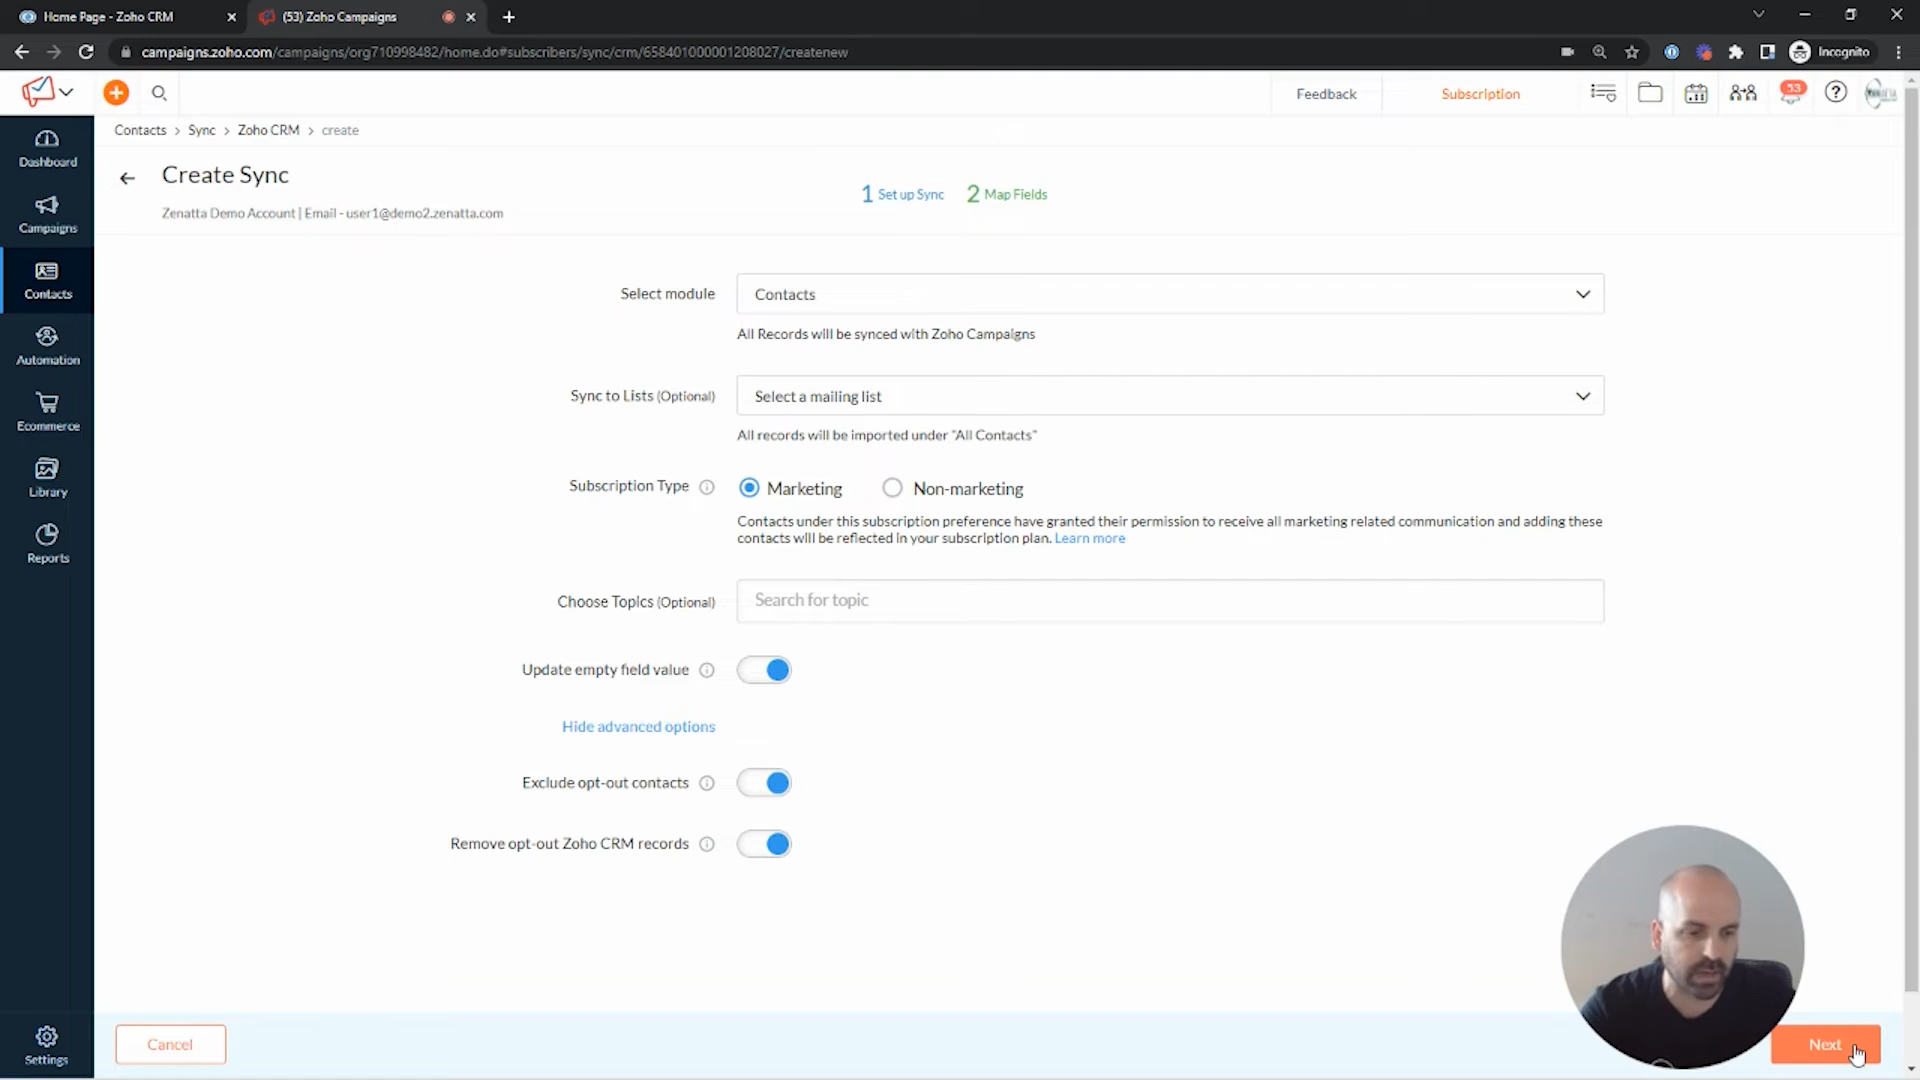 Home Page - Zoho CRM
(53) Zoho Campaigns
campaigns.zoho.com/campaigns/org710998482/home.do#subscribers/sync/crm/658401000001208027/createnew
Incognito
Feedback
Subscription
53
Dashboard
Campaigns
Contacts
Automation
Ecommerce
Library
Reports
Settings
Contacts > Sync > Zoho CRM > create
Create Sync
Zenatta Demo Account | Email - user1@demo2.zenatta.com
1 Set up Sync 2 Map Fields
Select module
Contacts
All Records will be synced with Zoho Campaigns
Sync to Lists (Optional)
Select a mailing list
All records will be imported under "All Contacts"
Subscription Type
Marketing
Non-marketing
Contacts under this subscription preference have granted their permission to receive all marketing related communication and adding these
contacts will be reflected in your subscription plan. Learn more
Choose Topics (Optional)
Search for topic
Update empty field value
Hide advanced options
Exclude opt-out contacts
Remove opt-out Zoho CRM records
Cancel
Next